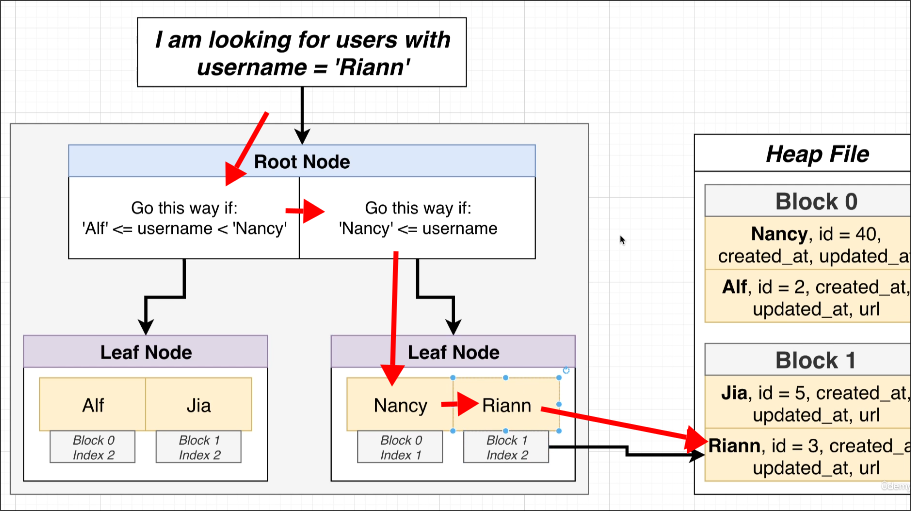 I am looking for users with
username = 'Riann'
Root Node
Go this way if:
'Alf' <= username < 'Nancy'
Go this way if:
'Nancy' <= username
Leaf Node
Alf
Jia
Block 0
Index 2
Block 1
Index 2
Leaf Node
Nancy
Riann
Block 0
Index 1
Block 1
Index 2
Heap File
Block 0
Nancy, id = 40,
created_at, updated_at
Alf, id = 2, created_at,
updated_at, url
Block 1
Jia, id = 5, created_at,
updated_at, url
Riann, id = 3, created_a
updated_at, url